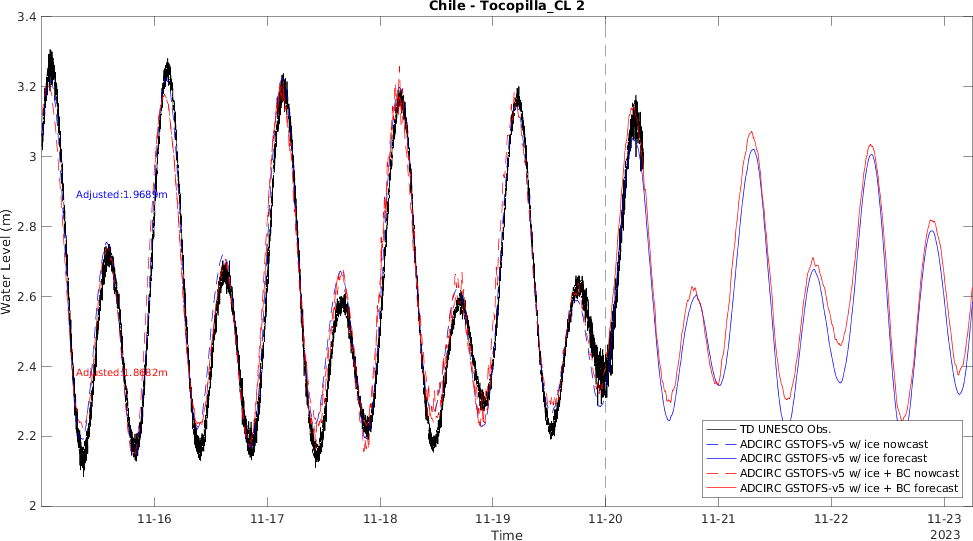 Chile - Tocopilla_CL 2
3.4
3.2
3
2.8
2.6
2.4
2.2
2
Water Level (m)
Adjusted:1.9689m
Adjusted:1.8682m
TD UNESCO Obs.
ADCIRC GSTOFS-v5 w/ ice nowcast
ADCIRC GSTOFS-v5 w/ ice forecast
ADCIRC GSTOFS-v5 w/ ice + BC nowcast
ADCIRC GSTOFS-v5 w/ ice + BC forecast
11-16 11-17 11-18 11-19 11-20 11-21 11-22 11-23
2023
Time